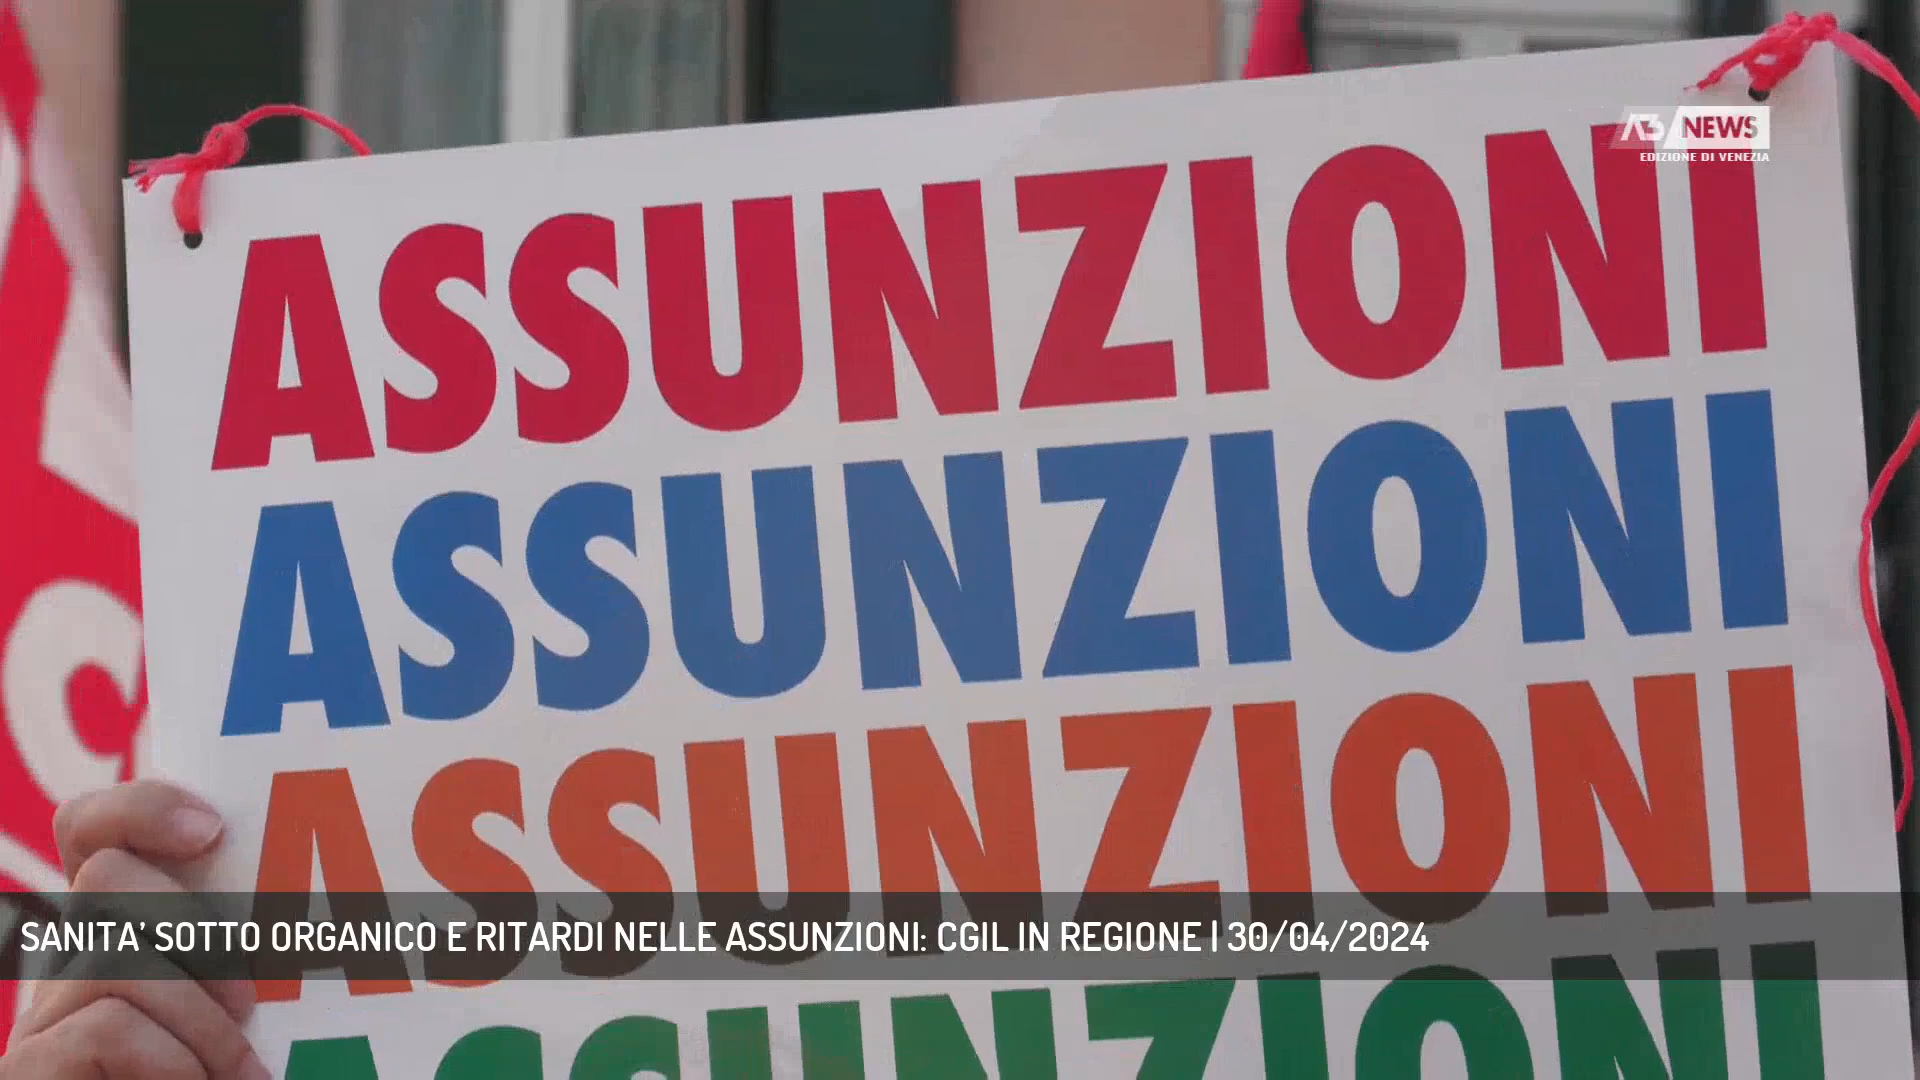 A3 NEWS
EDIZIONE DI VENEZIA
ASSUNZIONI
ASSUNZIONI
ASSUNZIONI
SANITA’ SOTTO ORGANICO E RITARDI NELLE ASSUNZIONI: CGIL IN REGIONE | 30/04/2024
ASSUNZIONI